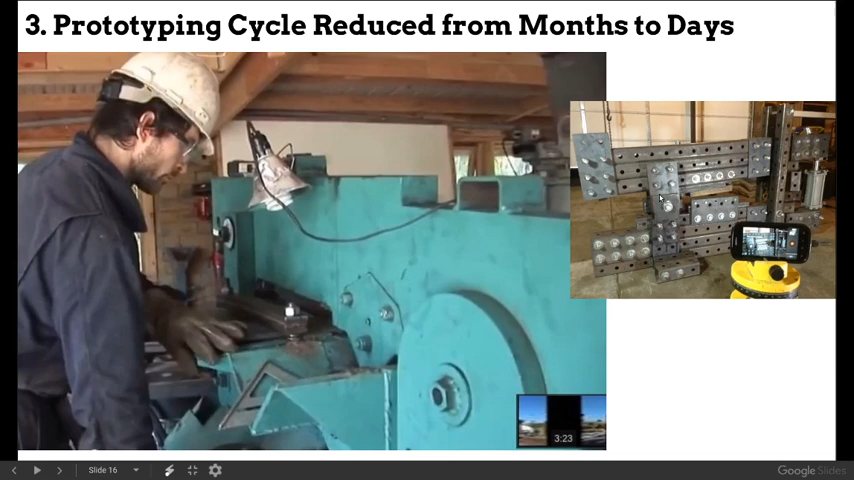 3. Prototyping Cycle Reduced from Months to Days
3:23
Slide 16
Google Slides